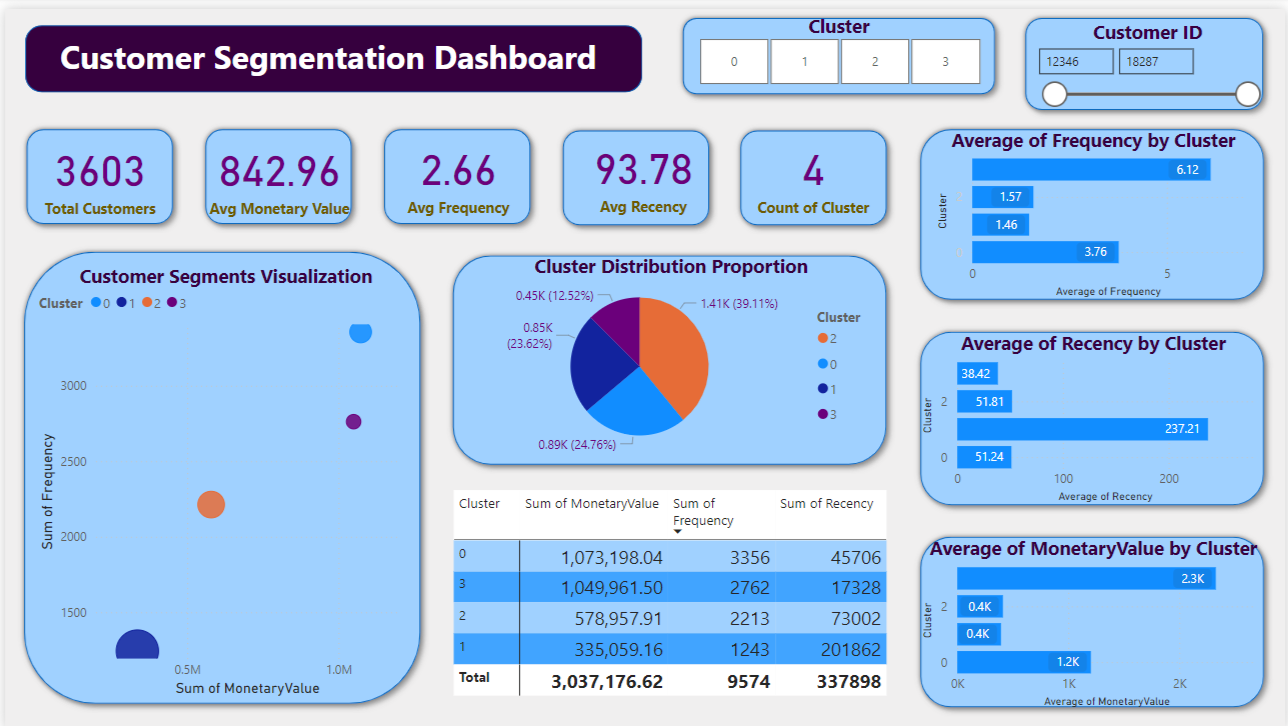 Customer Segmentation Dashboard
Cluster
0 1 2 3
Customer ID
12346 18287
3603
Total Customers
842.96
Avg Monetary Value
2.66
Avg Frequency
93.78
Avg Recency
4
Count of Cluster
Average of Frequency by Cluster
Cluster
6.12
1.57
1.46
0 3.76
0 5
Average of Frequency
Customer Segments Visualization
Cluster 0 1 2 3
Sum of Frequency
3000
2500
2000
1500
0.5M 1.0M
Sum of MonetaryValue
Cluster Distribution Proportion
0.45K (12.52%)
1.41K (39.11%)
0.85K
(23.62%)
0.89K (24.76%)
Cluster
2
0
1
3
Average of Recency by Cluster
Cluster
38.42
2 51.81
237.21
0 51.24
0 100 200
Average of Recency
Cluster Sum of MonetaryValue Sum of Sum of Recency
Frequency
0 1,073,198.04 3356 45706
3 1,049,961.50 2762 17328
2 578,957.91 2213 73002
1 335,059.16 1243 201862
Total 3,037,176.62 9574 337898
Average of MonetaryValue by Cluster
Cluster
2.3K
2 0.4K
0.4K
0 1.2K
0K 1K 2K
Average of MonetaryValue